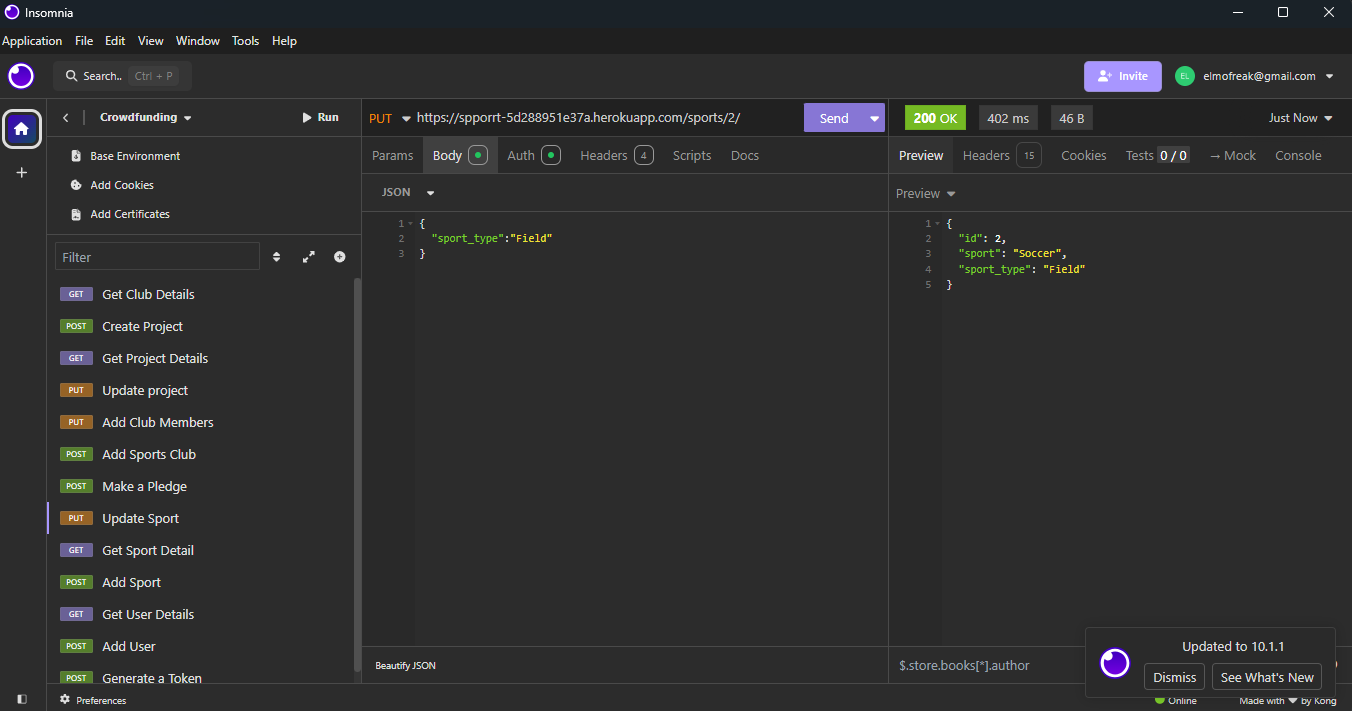 Insomnia
Application File Edit View Window Tools Help
Search.. Ctrl + P
Invite
EL
elmofreak@gmail.com
Crowdfunding
Run
Base Environment
Add Cookies
Add Certificates
Filter
GET Get Club Details
POST Create Project
GET Get Project Details
PUT Update project
PUT Add Club Members
POST Add Sports Club
POST Make a Pledge
PUT Update Sport
GET Get Sport Detail
POST Add Sport
GET Get User Details
POST Add User
POST Generate a Token
Preferences
PUT https://spporrt-5d288951e37a.herokuapp.com/sports/2/ Send
Params Body Auth Headers 4 Scripts Docs
JSON
1 {
2 "sport_type":"Field"
3 }
Beautify JSON
200 OK 402 ms 46 B Just Now
Preview Headers 15 Cookies Tests 0 / 0 → Mock Console
Preview
1 {
2 "id": 2,
3 "sport": "Soccer",
4 "sport_type": "Field"
5 }
$.store.books[*].author
Updated to 10.1.1
Dismiss See What's New
Online Made with ❤ by Kong